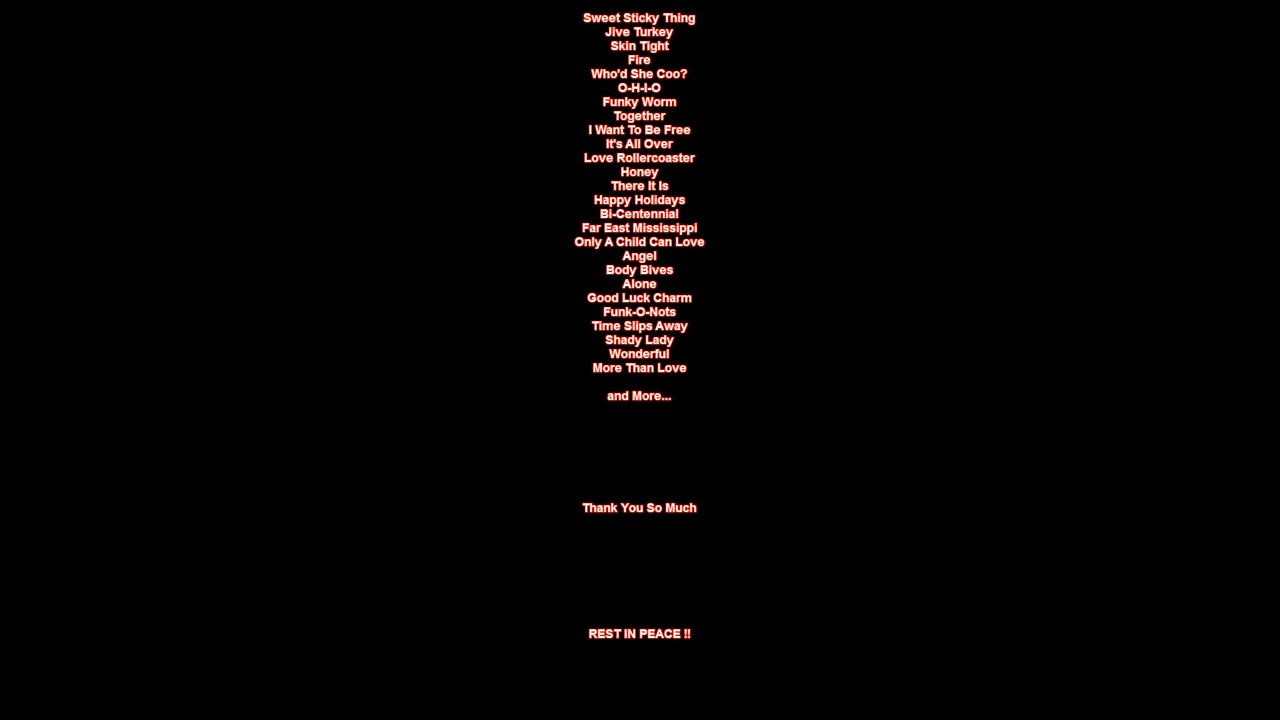 Sweet Sticky Thing
Jive Turkey
Skin Tight
Fire
Who'd She Coo?
O-H-I-O
Funky Worm
Together
I Want To Be Free
It's All Over
Love Rollercoaster
Honey
There It Is
Happy Holidays
Bi-Centennial
Far East Mississippi
Only A Child Can Love
Angel
Body Bives
Alone
Good Luck Charm
Funk-O-Nots
Time Slips Away
Shady Lady
Wonderful
More Than Love
and More...
Thank You So Much
REST IN PEACE !!